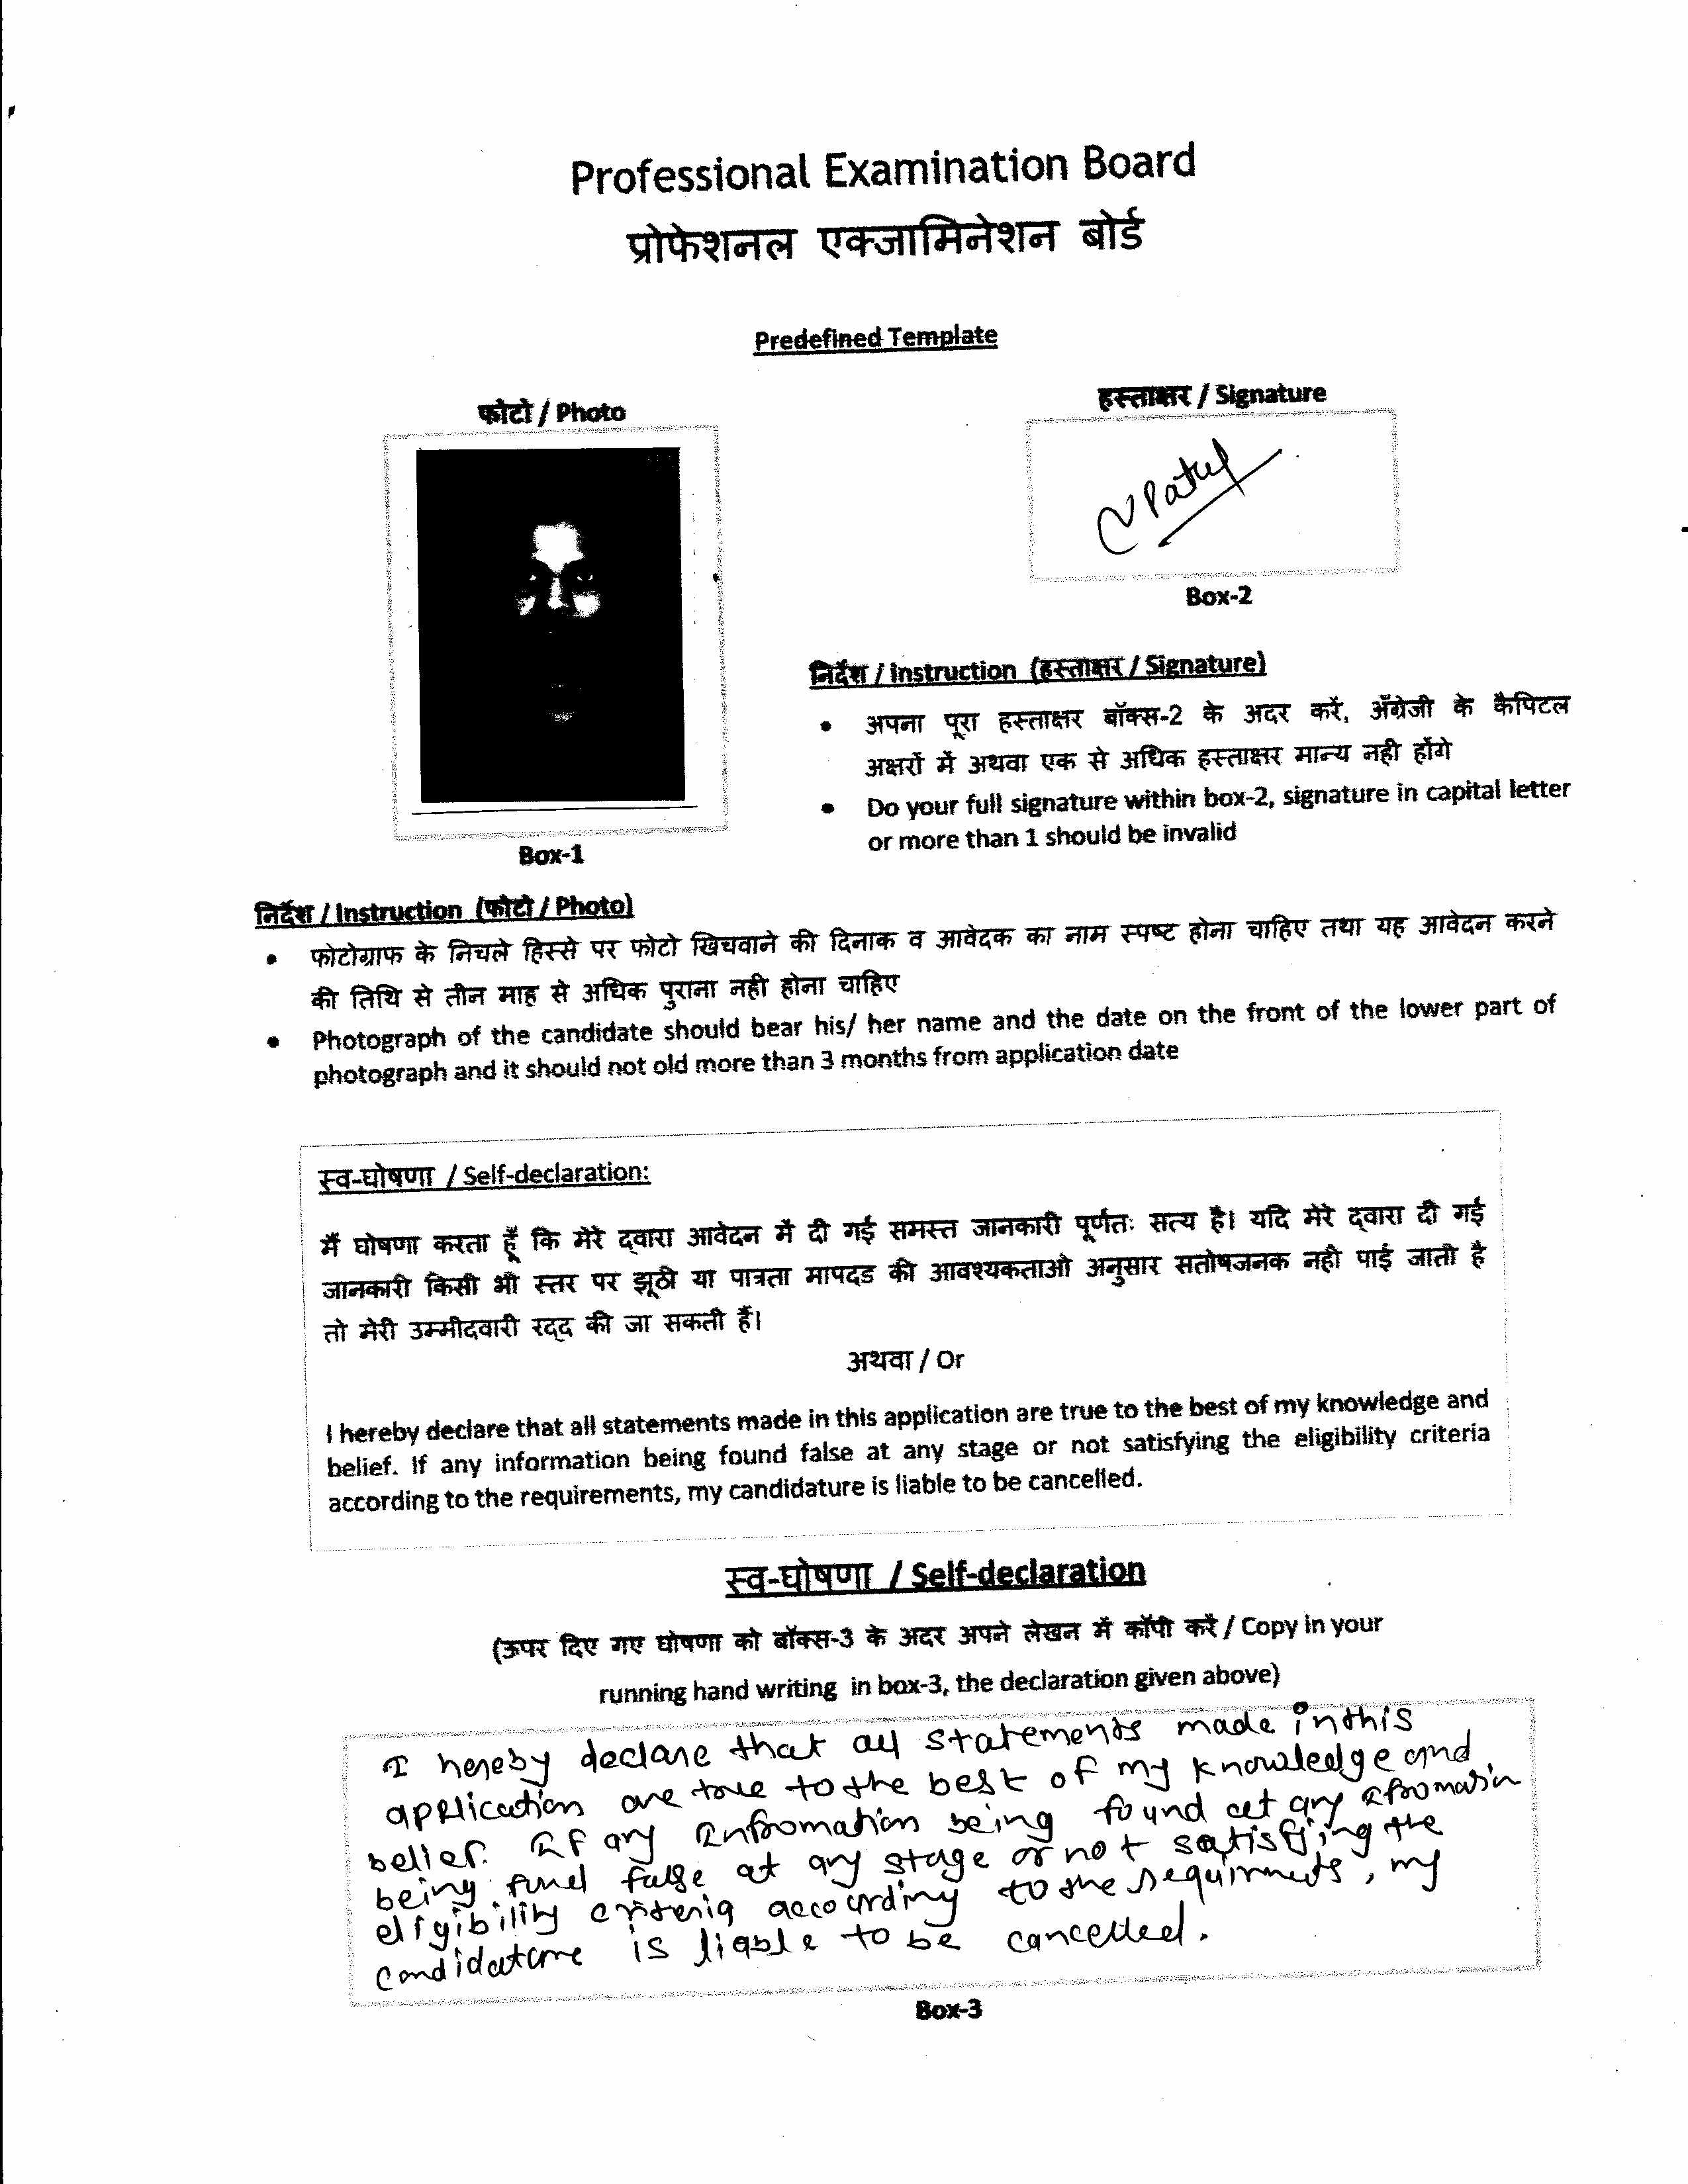 Professional Examination Board
प्रोफेशनल एक्जामिनेशन बोर्ड
Predefined Template
फोटो / Photo
हस्ताक्षर / Signature
Box-2
निर्देश / Instruction (हस्ताक्षर / Signature)
• अपना पूरा हस्ताक्षर बॉक्स-2 के अदर करें, अँग्रेजी के कैपिटल
अक्षरों में अथवा एक से अधिक हस्ताक्षर मान्य नही होंगे
• Do your full signature within box-2, signature in capital letter
or more than 1 should be invalid
Box-1
निर्देश / Instruction (फोटो / Photo)
• फोटोग्राफ के निचले हिस्से पर फोटो खिचवाने की दिनाक व आवेदक का नाम स्पष्ट होना चाहिए तथा यह आवेदन करने
की तिथि से तीन माह से अधिक पुराना नही होना चाहिए
• Photograph of the candidate should bear his/ her name and the date on the front of the lower part of
photograph and it should not old more than 3 months from application date
स्व-घोषणा / Self-declaration:
मैं घोषणा करता हूँ कि मेरे द्वारा आवेदन में दी गई समस्त जानकारी पूर्णतः सत्य है। यदि मेरे द्वारा दी गई
जानकारी किसी भी स्तर पर झूठी या पात्रता मापदड की आवश्यकताओ अनुसार सतोषजनक नही पाई जाती है
तो मेरी उम्मीदवारी रद्द की जा सकती हैं।
अथवा / Or
I hereby declare that all statements made in this application are true to the best of my knowledge and
belief. If any information being found false at any stage or not satisfying the eligibility criteria
according to the requirements, my candidature is liable to be cancelled.
स्व-घोषणा / Self-declaration
(ऊपर दिए गए घोषणा को बॉक्स-3 के अदर अपने लेखन में कॉपी करें / Copy in your
running hand writing in box-3, the declaration given above)
I hereby declare that all statements made in this
application are true to the best of my knowledge and
belief. If any information being found at any
being false at any stage or not satisfying the
eligibility criteria according to the requirments, my
candidature is liable to be cancelled.
Box-3